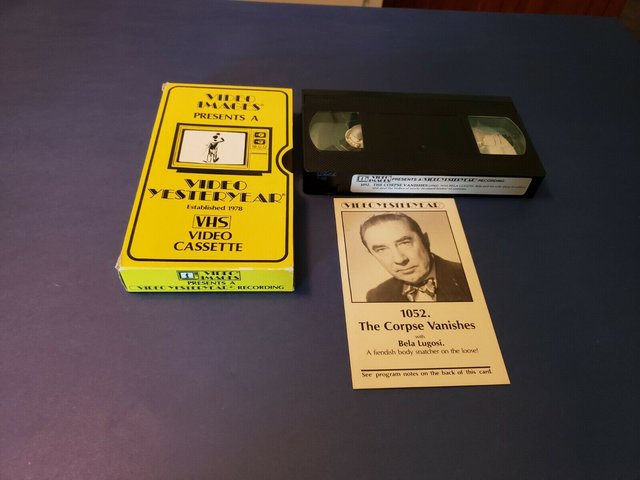 VIDEO
IMAGES®
PRESENTS A
VIDEO
YESTERYEAR®
Established 1978
VHS
VIDEO
CASSETTE
VIDEO
IMAGES
PRESENTS A
VIDEO YESTERYEAR® RECORDING
VIDEO
IMAGES PRESENTS A VIDEO YESTERYEAR RECORDING
1052. THE CORPSE VANISHES
VIDEO YESTERYEAR
1052.
The Corpse Vanishes
with
Bela Lugosi.
A fiendish body snatcher on the loose!
See program notes on the back of this card.